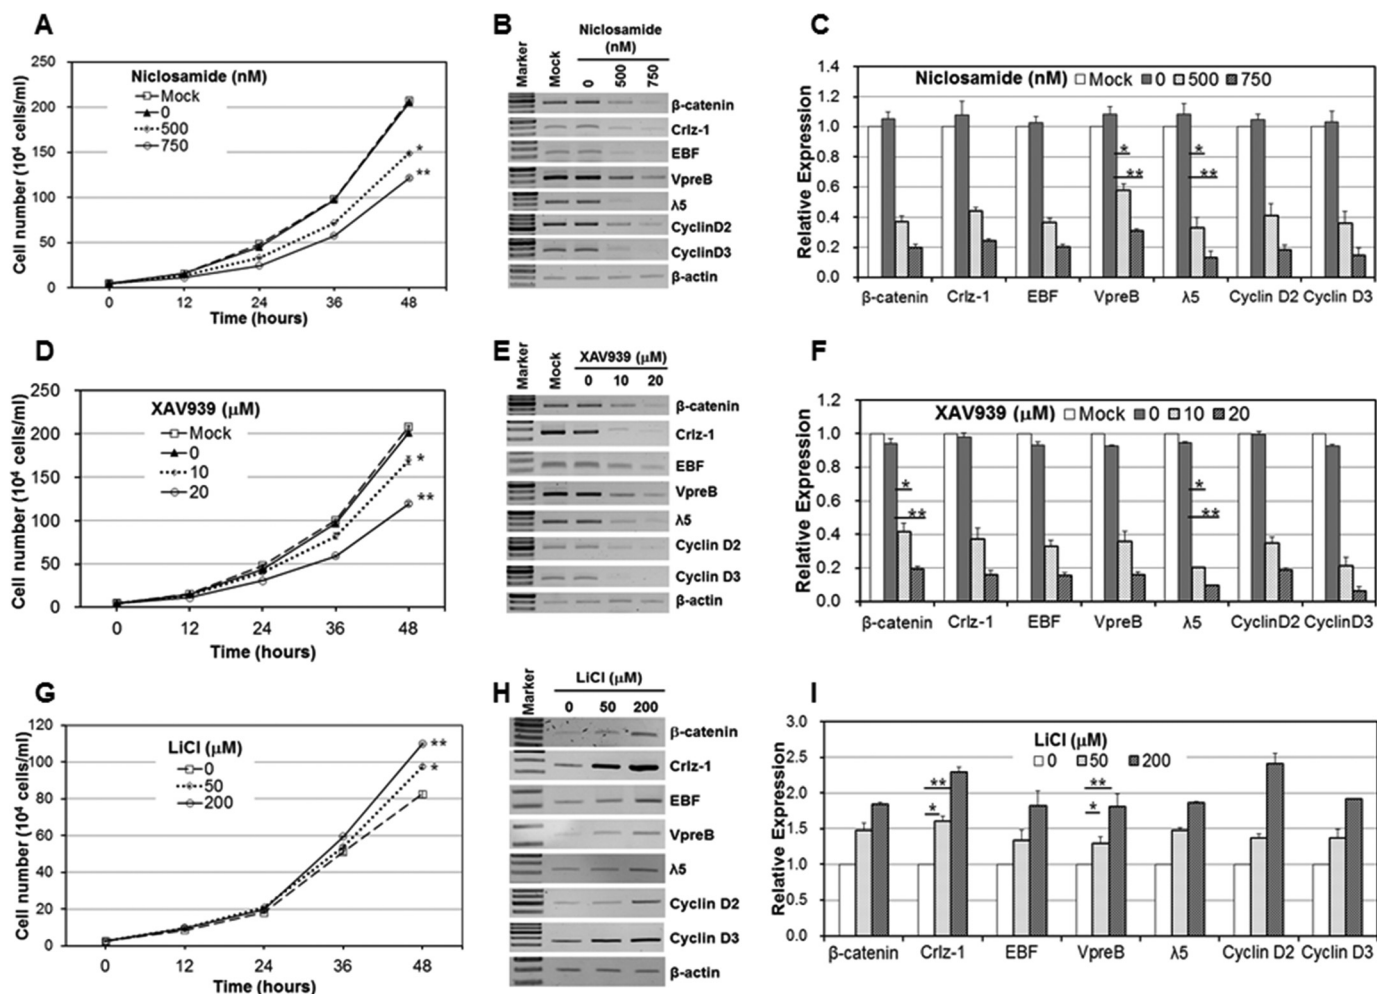 A
Cell number (10⁴ cells/ml)
250
200
150
100
50
0
Niclosamide (nM)
Mock
0
500
750
*
**
0 12 24 36 48
Time (hours)
B
Marker
Mock
Niclosamide
(nM)
0 500 750
β-catenin
Crlz-1
EBF
VpreB
λ5
CyclinD2
CyclinD3
β-actin
C
Relative Expression
1.4
1.2
1.0
0.8
0.6
0.4
0.2
0.0
Niclosamide (nM) Mock 0 500 750
* *
** **
β-catenin Crlz-1 EBF VpreB λ5 Cyclin D2 Cyclin D3
D
Cell number (10⁴ cells/ml)
250
200
150
100
50
0
XAV939 (μM)
Mock
0
10
20
*
**
0 12 24 36 48
Time (hours)
E
Marker
Mock
XAV939 (μM)
0 10 20
β-catenin
Crlz-1
EBF
VpreB
λ5
Cyclin D2
Cyclin D3
β-actin
F
Relative Expression
1.2
1.0
0.8
0.6
0.4
0.2
0.0
XAV939 (μM) Mock 0 10 20
* *
** **
β-catenin Crlz-1 EBF VpreB λ5 CyclinD2 CyclinD3
G
Cell number (10⁴ cells/ml)
120
100
80
60
40
20
0
LiCl (μM)
0
50
200
**
*
0 12 24 36 48
Time (hours)
H
Marker
LiCl (μM)
0 50 200
β-catenin
Crlz-1
EBF
VpreB
λ5
Cyclin D2
Cyclin D3
β-actin
I
Relative Expression
3.0
2.5
2.0
1.5
1.0
0.5
0.0
LiCl (μM)
0 50 200
** **
* *
β-catenin Crlz-1 EBF VpreB λ5 Cyclin D2 Cyclin D3